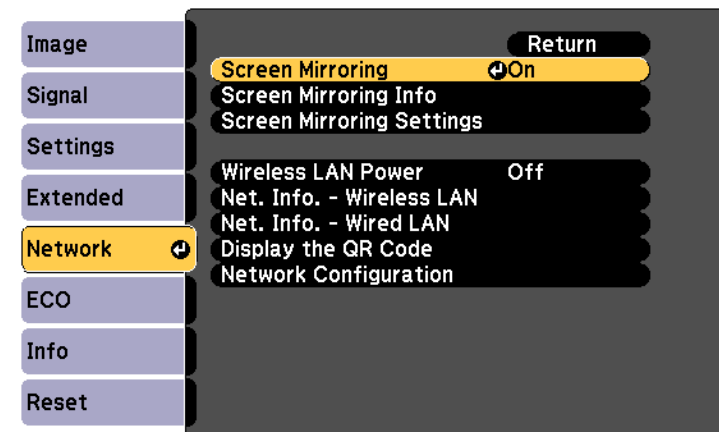 Image
Signal
Settings
Extended
Network
ECO
Info
Reset
Return
Screen Mirroring On
Screen Mirroring Info
Screen Mirroring Settings
Wireless LAN Power Off
Net. Info. - Wireless LAN
Net. Info. - Wired LAN
Display the QR Code
Network Configuration